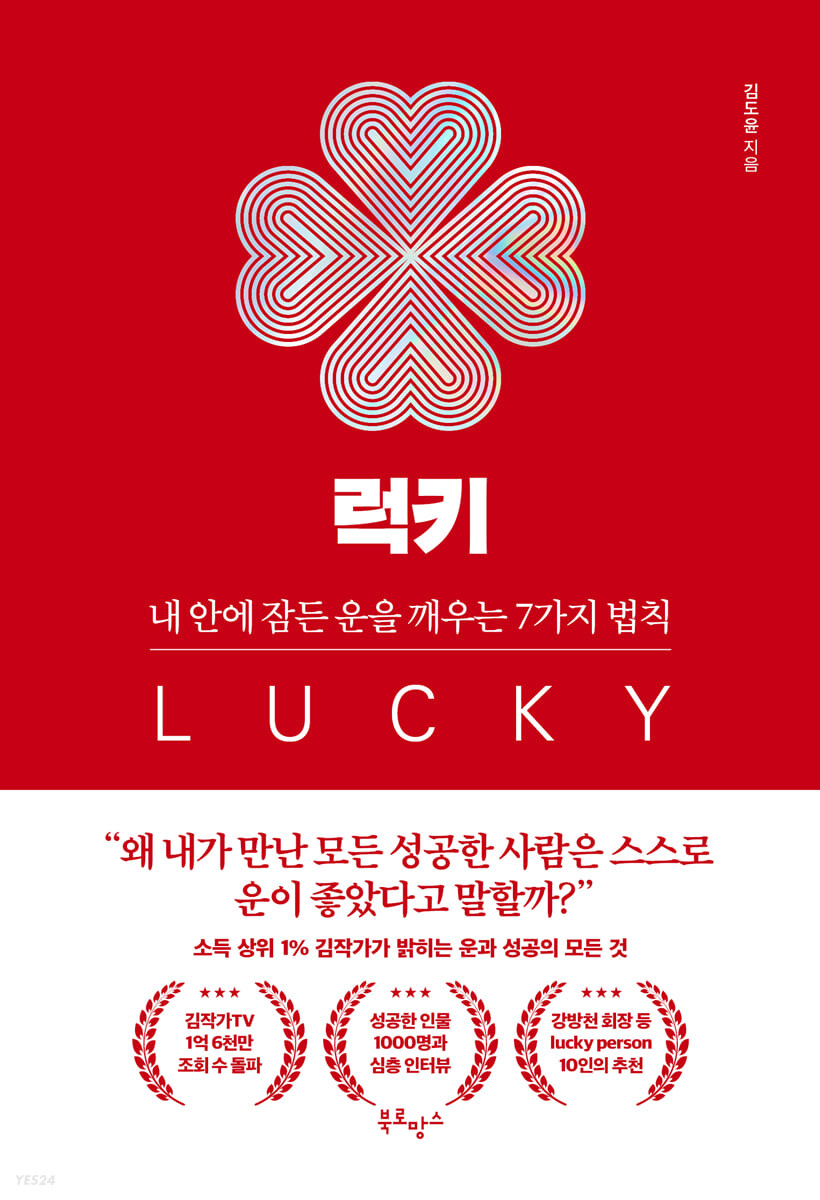 김도윤 지음
럭키
내 안에 잠든 운을 깨우는 7가지 법칙
LUCKY
“왜 내가 만난 모든 성공한 사람은 스스로
운이 좋았다고 말할까?”
소득 상위 1% 김작가가 밝히는 운과 성공의 모든 것
김작가TV
1억 6천만
조회 수 돌파
성공한 인물
1000명과
심층 인터뷰
강방천 회장 등
lucky person
10인의 추천
북로망스
YES24